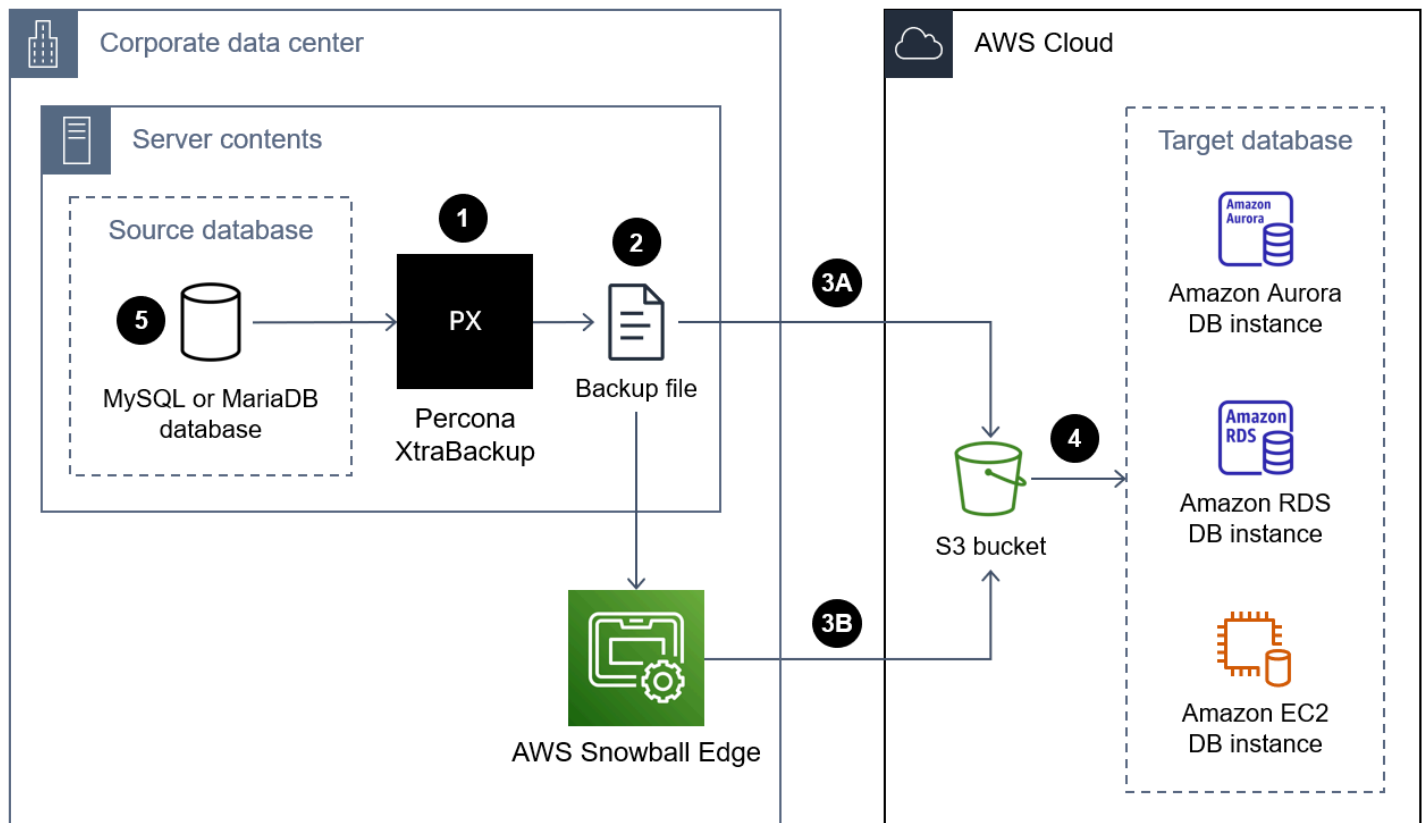 Corporate data center
AWS Cloud
Server contents
Target database
Source database
1
2
3A
5
PX
MySQL or MariaDB
database
Percona
XtraBackup
Backup file
Amazon
Aurora
Amazon Aurora
DB instance
4
Amazon
RDS
Amazon RDS
DB instance
S3 bucket
3B
AWS Snowball Edge
Amazon EC2
DB instance